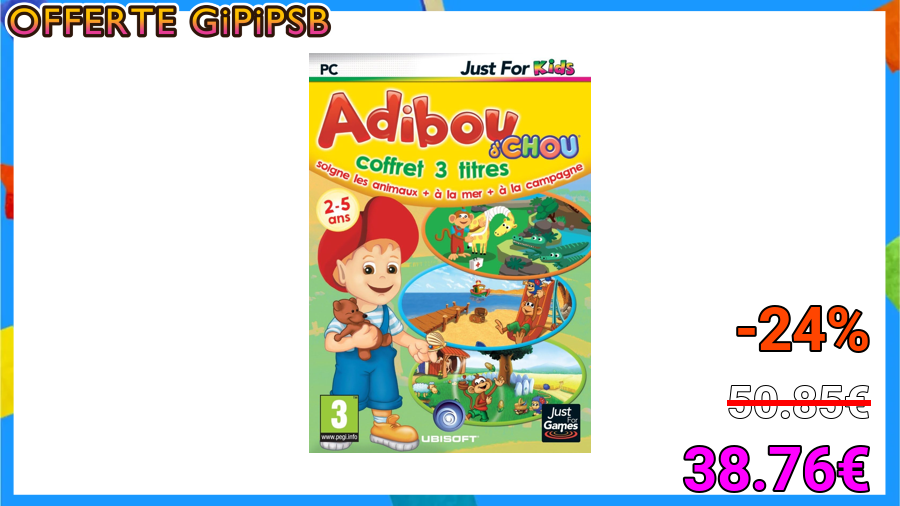 OFFERTE GiPiPSB
PC
Just For Kids
Adibou
& CHOU
coffret 3 titres
soigne les animaux + à la mer + à la campagne
2-5
ans
3
www.pegi.info
UBISOFT
Just
For
Games
-24%
50.85€
38.76€